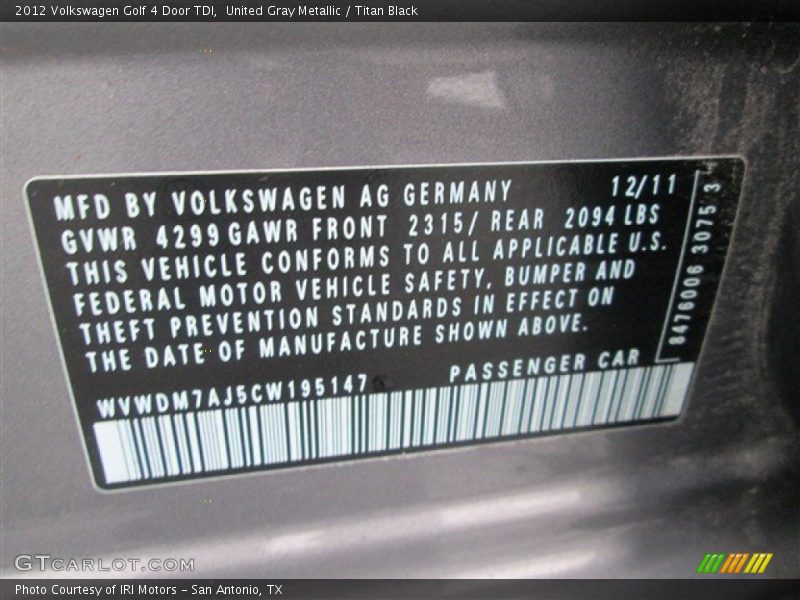 2012 Volkswagen Golf 4 Door TDI,  United Gray Metallic / Titan Black
MFD BY VOLKSWAGEN AG GERMANY 12/11
GVWR 4299 GAWR FRONT 2315/ REAR 2094 LBS
THIS VEHICLE CONFORMS TO ALL APPLICABLE U.S.
FEDERAL MOTOR VEHICLE SAFETY, BUMPER AND
THEFT PREVENTION STANDARDS IN EFFECT ON
THE DATE OF MANUFACTURE SHOWN ABOVE.
WVWDM7AJ5CW195147 PASSENGER CAR
8476006 3075 3
GTCARLOT.COM
Photo Courtesy of IRI Motors - San Antonio, TX